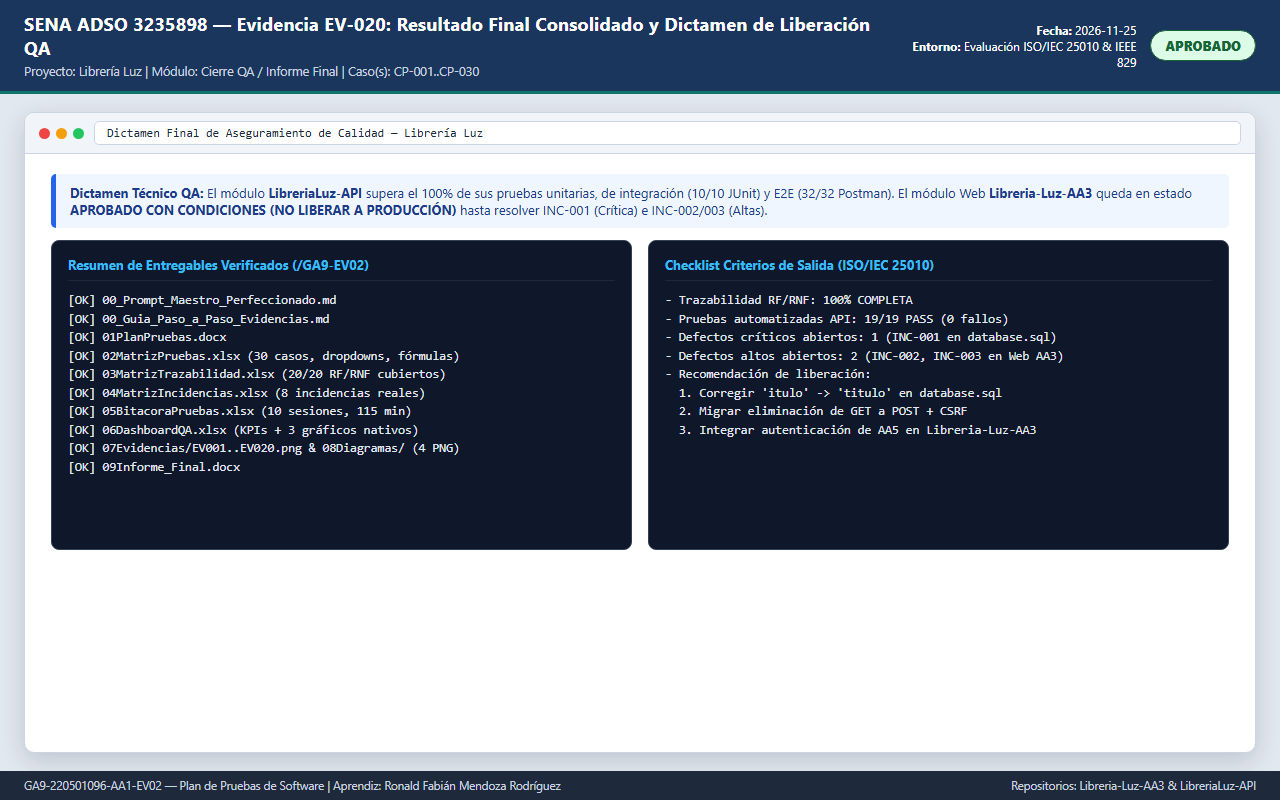 SENA ADSO 3235898 — Evidencia EV-020: Resultado Final Consolidado y Dictamen de Liberación
QA
Proyecto: Librería Luz | Módulo: Cierre QA / Informe Final | Caso(s): CP-001..CP-030
Fecha: 2026-11-25
Entorno: Evaluación ISO/IEC 25010 & IEEE
829
APROBADO
Dictamen Final de Aseguramiento de Calidad — Librería Luz
Dictamen Técnico QA: El módulo LibreriaLuz-API supera el 100% de sus pruebas unitarias, de integración (10/10 JUnit) y E2E (32/32 Postman). El módulo Web Libreria-Luz-AA3 queda en estado
APROBADO CON CONDICIONES (NO LIBERAR A PRODUCCIÓN) hasta resolver INC-001 (Crítica) e INC-002/003 (Altas).
Resumen de Entregables Verificados (/GA9-EV02)
[OK] 00_Prompt_Maestro_Perfeccionado.md
[OK] 00_Guia_Paso_a_Paso_Evidencias.md
[OK] 01PlanPruebas.docx
[OK] 02MatrizPruebas.xlsx (30 casos, dropdowns, fórmulas)
[OK] 03MatrizTrazabilidad.xlsx (20/20 RF/RNF cubiertos)
[OK] 04MatrizIncidencias.xlsx (8 incidencias reales)
[OK] 05BitacoraPruebas.xlsx (10 sesiones, 115 min)
[OK] 06DashboardQA.xlsx (KPIs + 3 gráficos nativos)
[OK] 07Evidencias/EV001..EV020.png & 08Diagramas/ (4 PNG)
[OK] 09Informe_Final.docx
Checklist Criterios de Salida (ISO/IEC 25010)
- Trazabilidad RF/RNF: 100% COMPLETA
- Pruebas automatizadas API: 19/19 PASS (0 fallos)
- Defectos críticos abiertos: 1 (INC-001 en database.sql)
- Defectos altos abiertos: 2 (INC-002, INC-003 en Web AA3)
- Recomendación de liberación:
1. Corregir 'itulo' -> 'titulo' en database.sql
2. Migrar eliminación de GET a POST + CSRF
3. Integrar autenticación de AA5 en Libreria-Luz-AA3
GA9-220501096-AA1-EV02 — Plan de Pruebas de Software | Aprendiz: Ronald Fabián Mendoza Rodríguez
Repositorios: Libreria-Luz-AA3 & LibreriaLuz-API